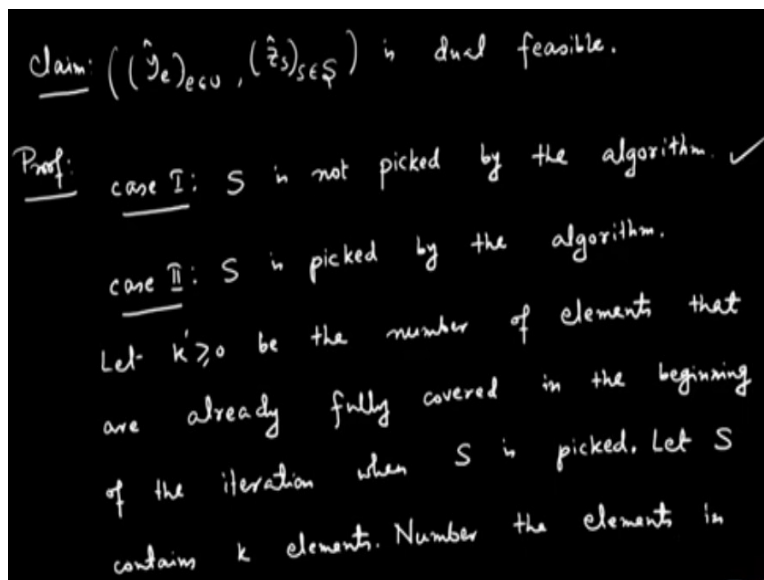 Claim: ((ŷₑ)ₑ∈U, (ẑₛ)ₛ∈Ş) is dual feasible.
Proof: case I: S is not picked by the algorithm. ✓
case II: S is picked by the algorithm.
Let k' ≥ 0 be the number of elements that
are already fully covered in the beginning
of the iteration when S is picked. Let S
contains k elements. Number the elements in